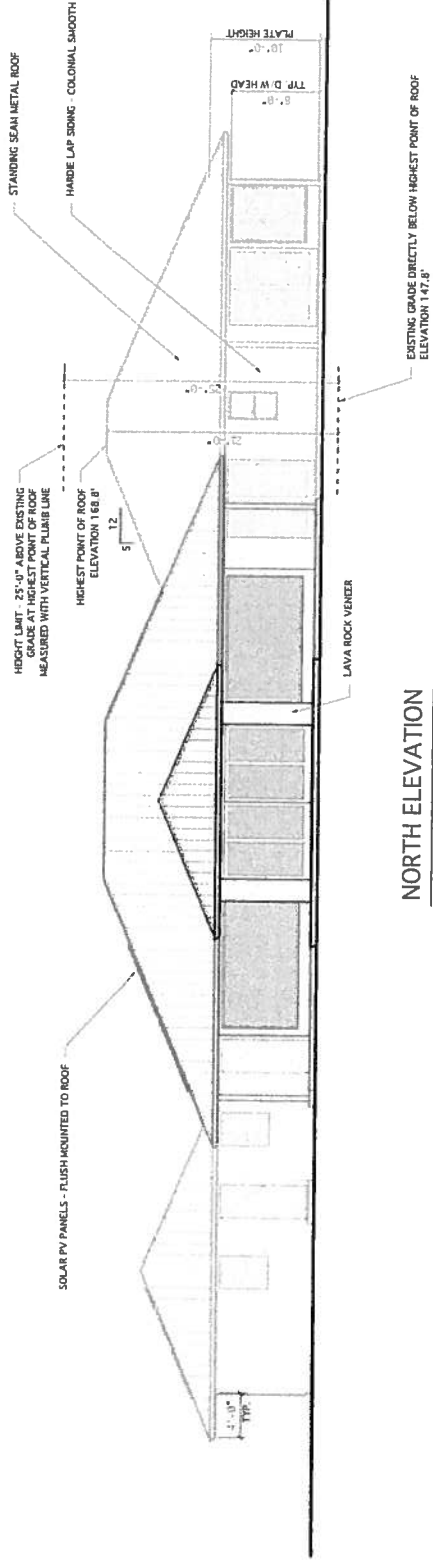 STANDING SEAM METAL ROOF
HARDIE LAP SIDING - COLONIAL SMOOTH
HEIGHT LIMIT - 25'-0" ABOVE EXISTING
GRADE AT HIGHEST POINT OF ROOF
MEASURED WITH VERTICAL PLUMB LINE
HIGHEST POINT OF ROOF
ELEVATION 168.8'
12
5
SOLAR PV PANELS - FLUSH MOUNTED TO ROOF
25'-0"
21'-0"
10'-0"
PLATE HEIGHT
8'-0"
TYP. D/W HEAD
4'-0"
TYP.
LAVA ROCK VENEER
EXISTING GRADE DIRECTLY BELOW HIGHEST POINT OF ROOF
ELEVATION 147.8'
NORTH ELEVATION